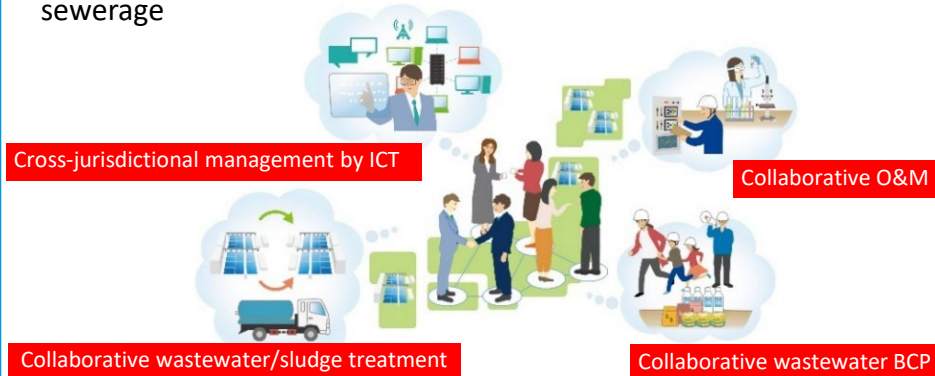 sewerage
Cross-jurisdictional management by ICT
Collaborative O&M
Collaborative wastewater/sludge treatment
Collaborative wastewater BCP